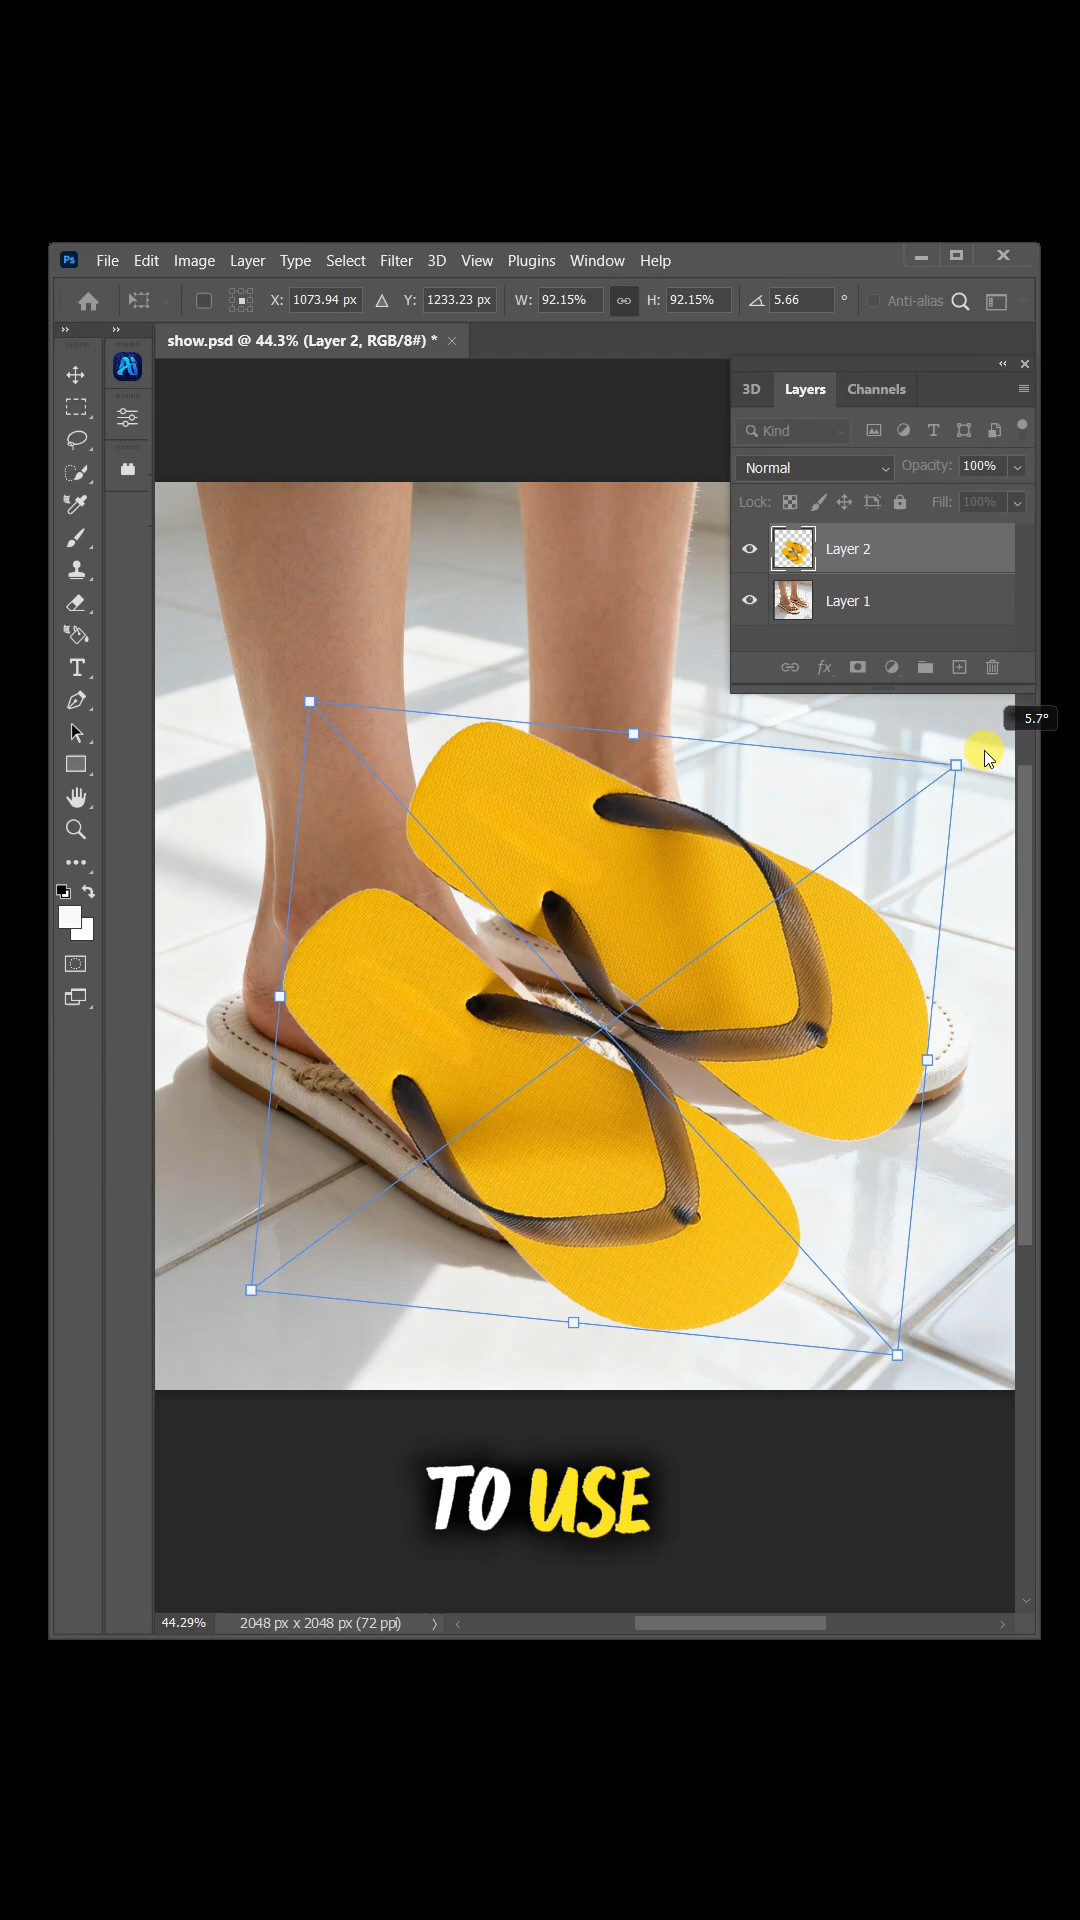 Ps File Edit Image Layer Type Select Filter 3D View Plugins Window Help
X: 1073.94 px Y: 1233.23 px W: 92.15% H: 92.15% 5.66 ° Anti-alias
show.psd @ 44.3% (Layer 2, RGB/8#) *
Ai
3D Layers Channels
Kind
Normal Opacity: 100%
Lock: Fill: 100%
Layer 2
Layer 1
fx
5.7°
TO USE
44.29% 2048 px x 2048 px (72 ppi)